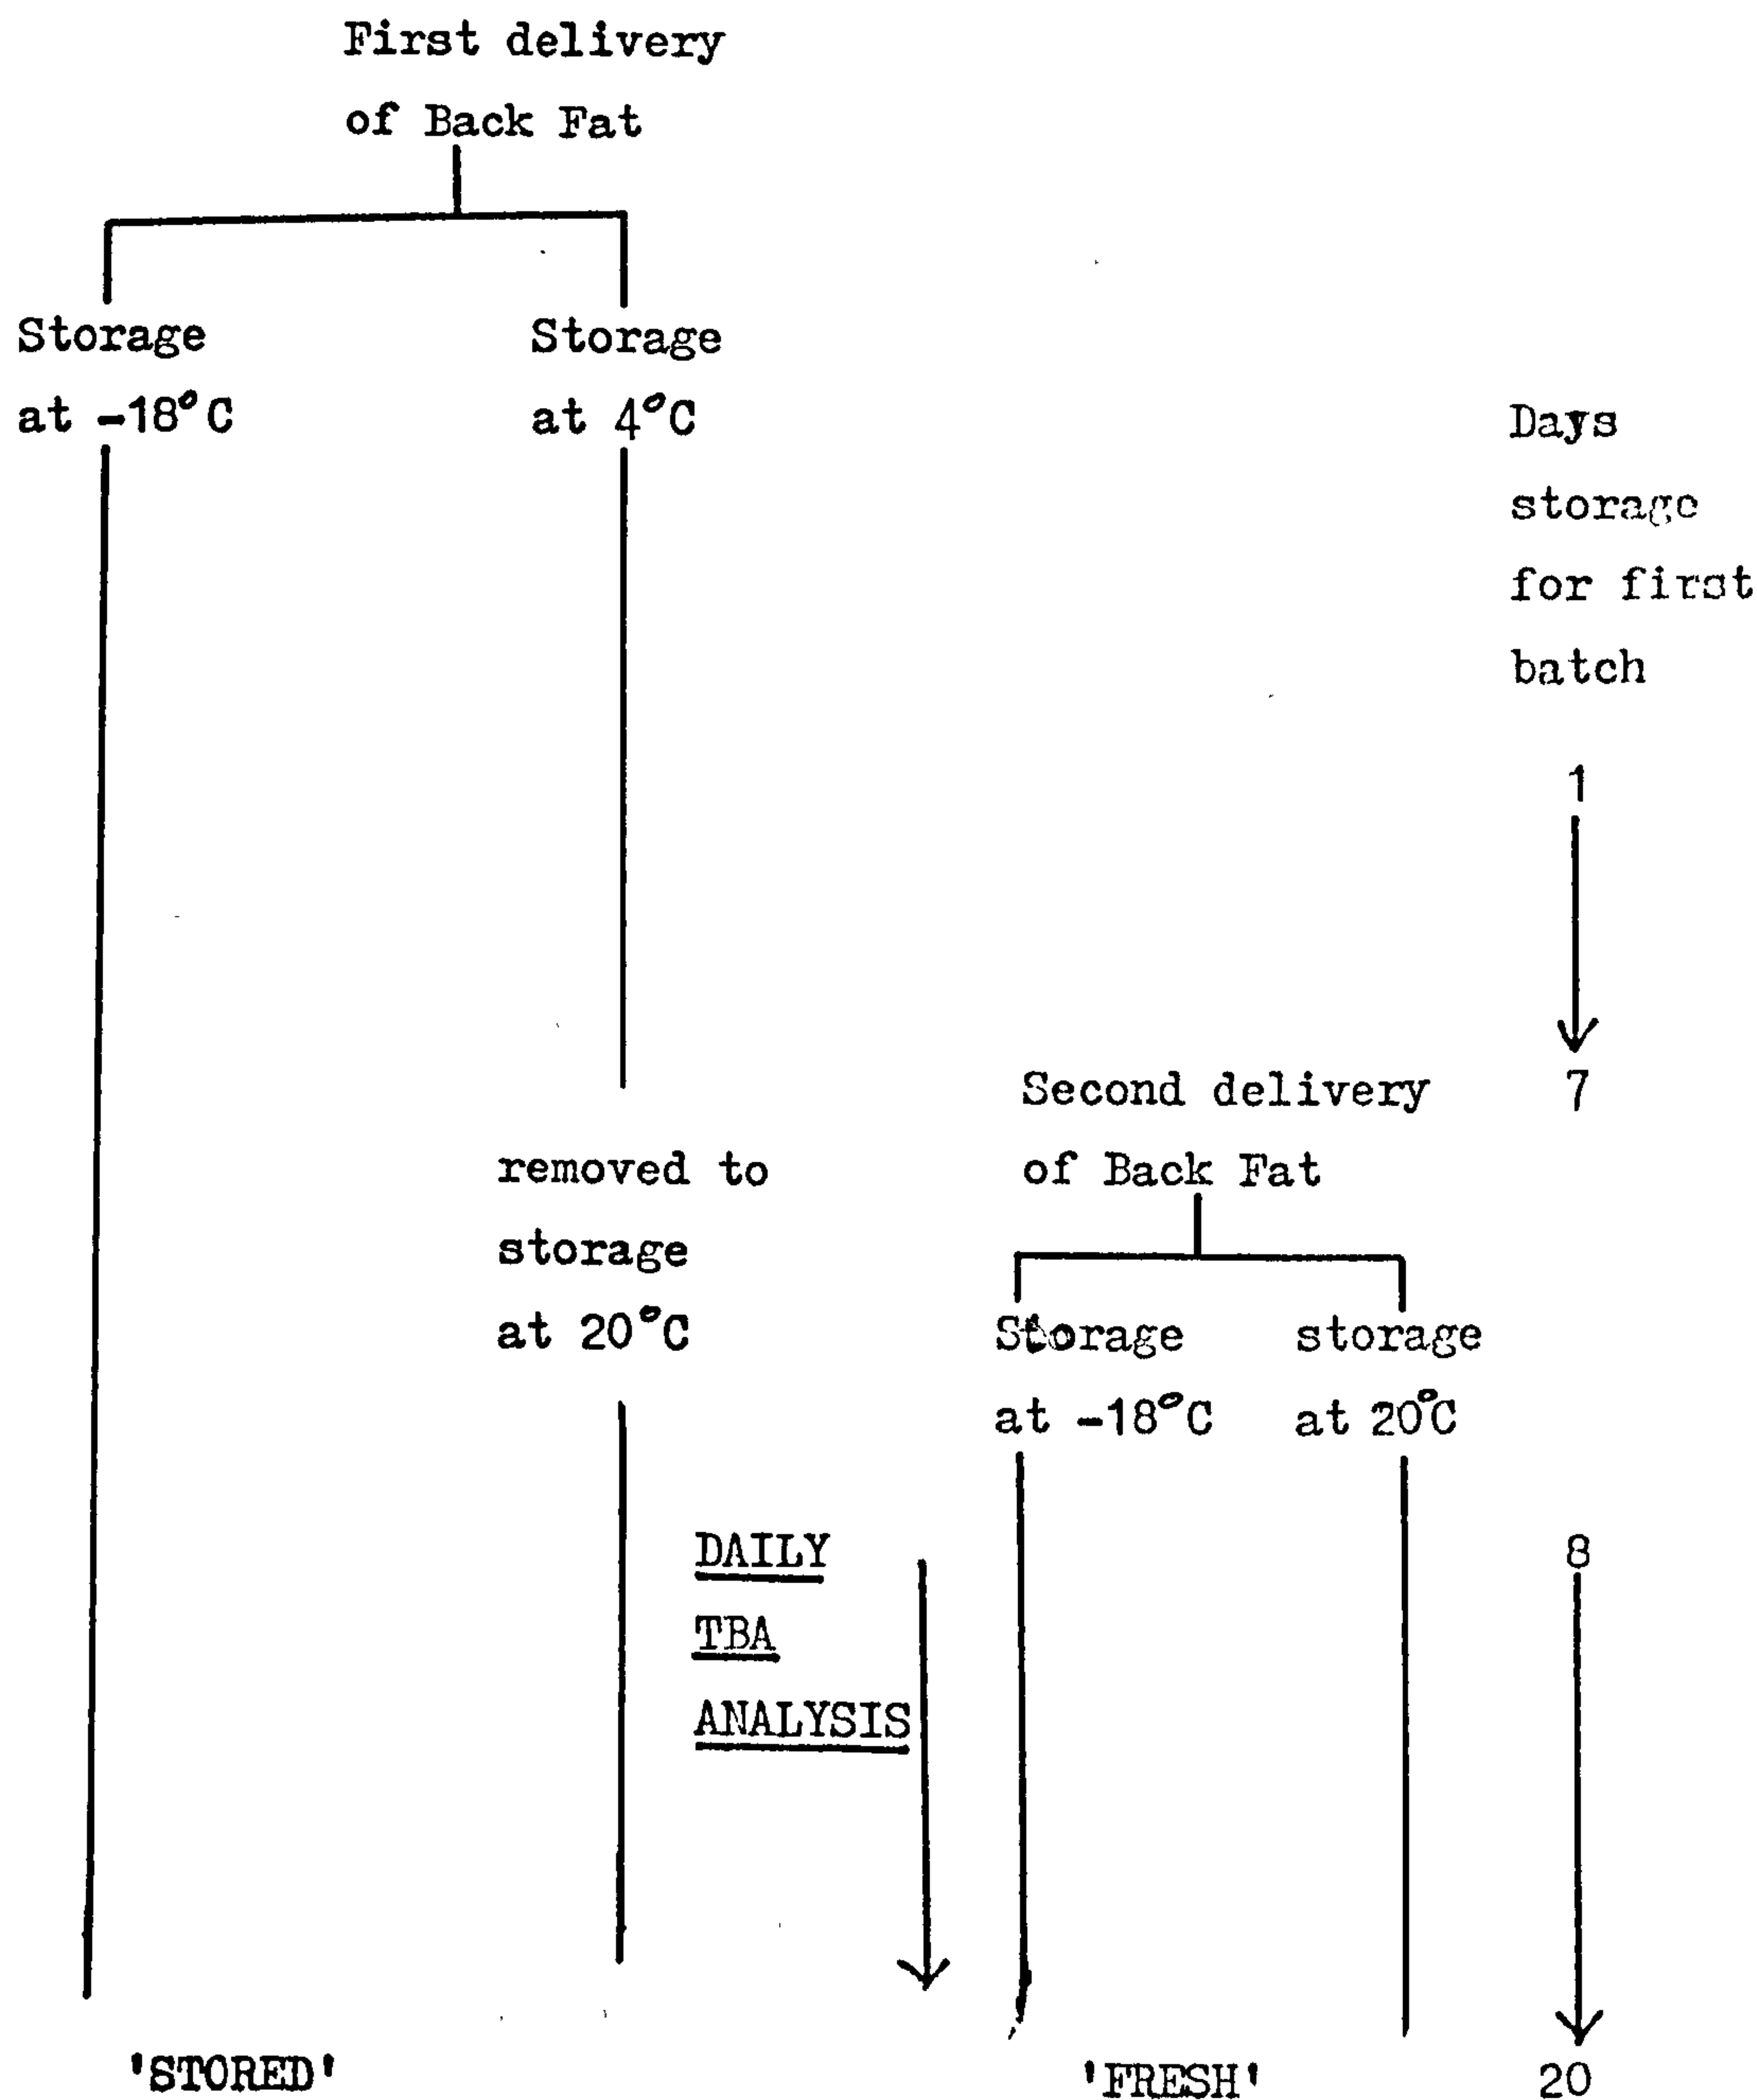 First delivery
of Back Fat
Storage
at -18°C
Storage
at 4°C
Days
storage
for first
batch
1
7
Second delivery
of Back Fat
removed to
storage
at 20°C
Storage
at -18°C
storage
at 20°C
DAILY
TBA
ANALYSIS
8
'STORED'
'FRESH'
20